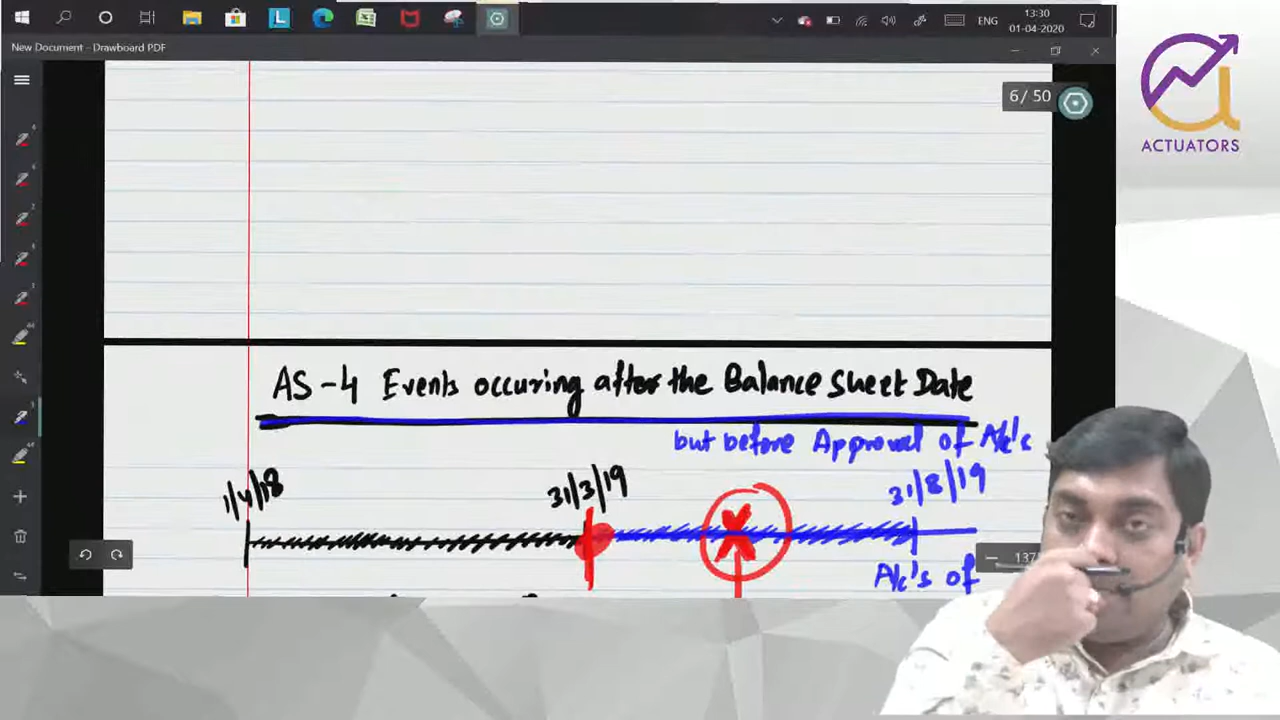 ENG
13:30
01-04-2020
New Document - Drawboard PDF
6 / 50
ACTUATORS
AS-4 Events occuring after the Balance Sheet Date
but before Approval of A/c's
1/4/18
31/3/19
31/8/19
A/c's of